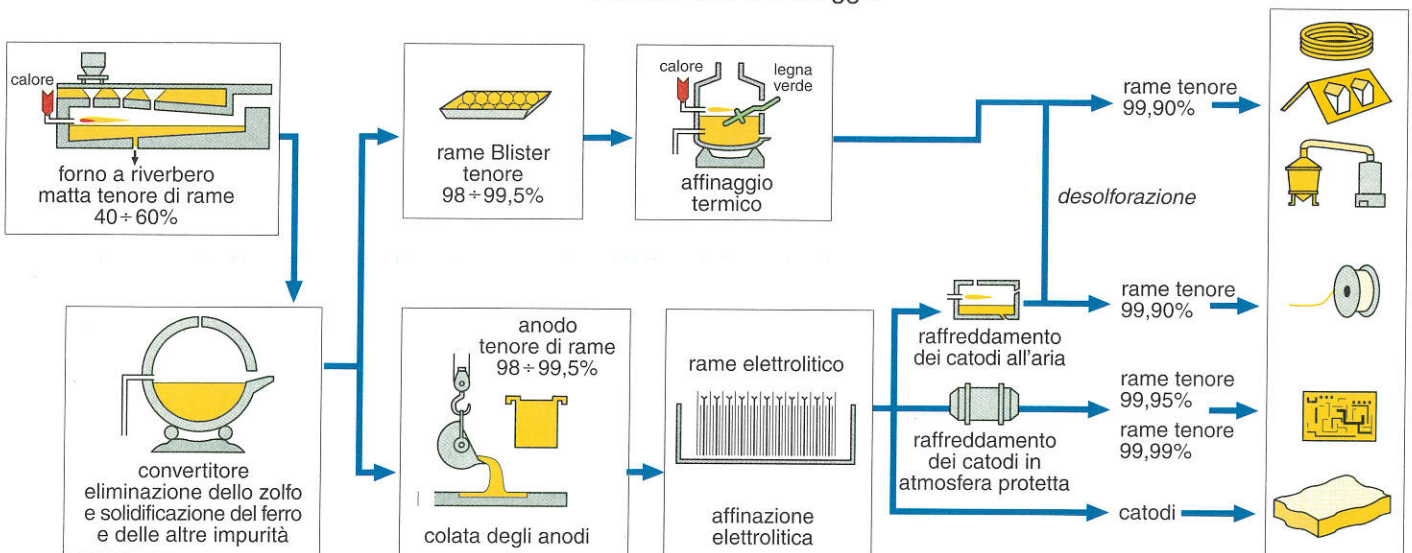 calore
forno a riverbero
matta tenore di rame
40÷60%
rame Blister
tenore
98÷99,5%
calore
legna
verde
affinaggio
termico
rame tenore
99,90%
desolforazione
convertitore
eliminazione dello zolfo
e solidificazione del ferro
e delle altre impurità
anodo
tenore di rame
98÷99,5%
colata degli anodi
rame elettrolitico
affinazione
elettrolitica
raffreddamento
dei catodi all'aria
rame tenore
99,90%
raffreddamento
dei catodi in
atmosfera protetta
rame tenore
99,95%
rame tenore
99,99%
catodi